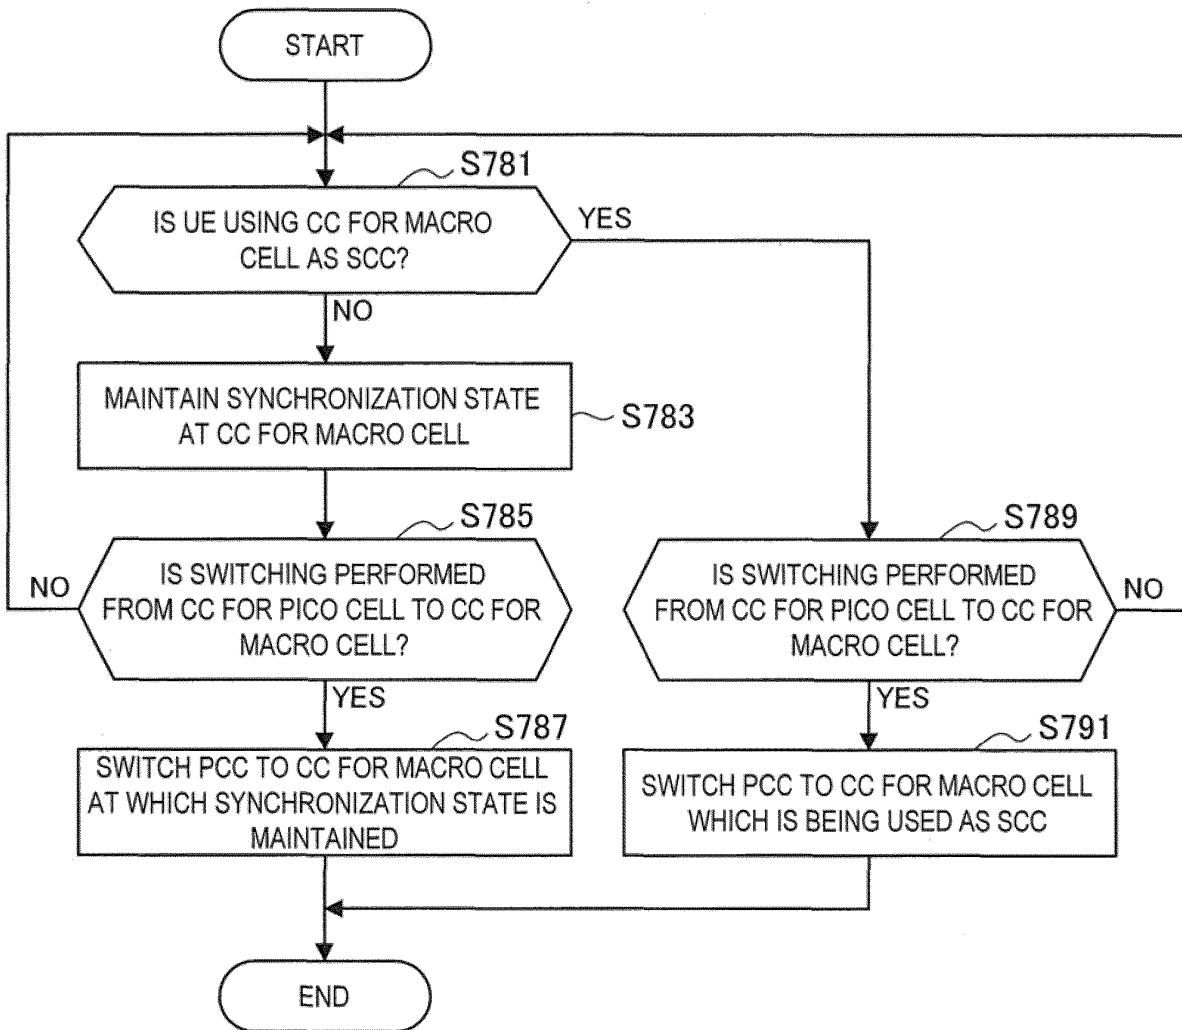 START
S781
IS UE USING CC FOR MACRO
CELL AS SCC?
YES
NO
MAINTAIN SYNCHRONIZATION STATE
AT CC FOR MACRO CELL
S783
S785
IS SWITCHING PERFORMED
FROM CC FOR PICO CELL TO CC FOR
MACRO CELL?
NO
YES
S789
IS SWITCHING PERFORMED
FROM CC FOR PICO CELL TO CC FOR
MACRO CELL?
NO
YES
S787
SWITCH PCC TO CC FOR MACRO CELL
AT WHICH SYNCHRONIZATION STATE IS
MAINTAINED
S791
SWITCH PCC TO CC FOR MACRO CELL
WHICH IS BEING USED AS SCC
END